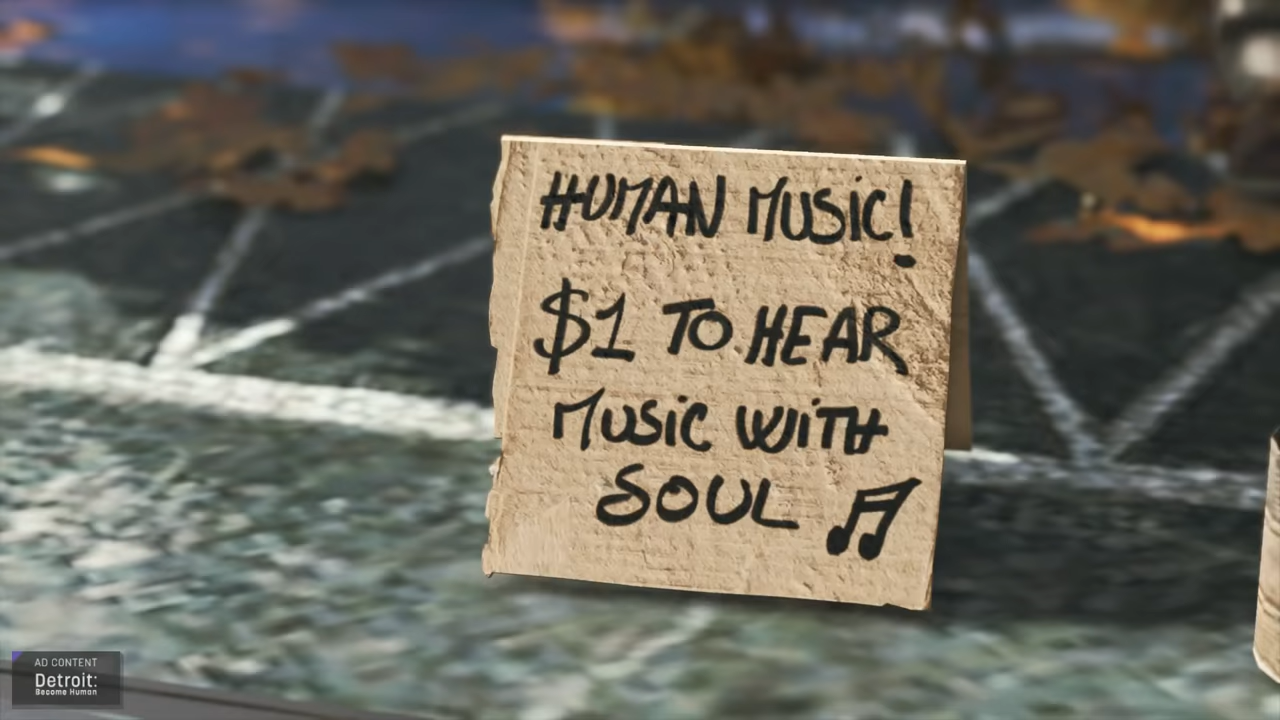 HUMAN MUSIC!
$1 TO HEAR
MUSIC WITH
SOUL
AD CONTENT
Detroit:
Become Human